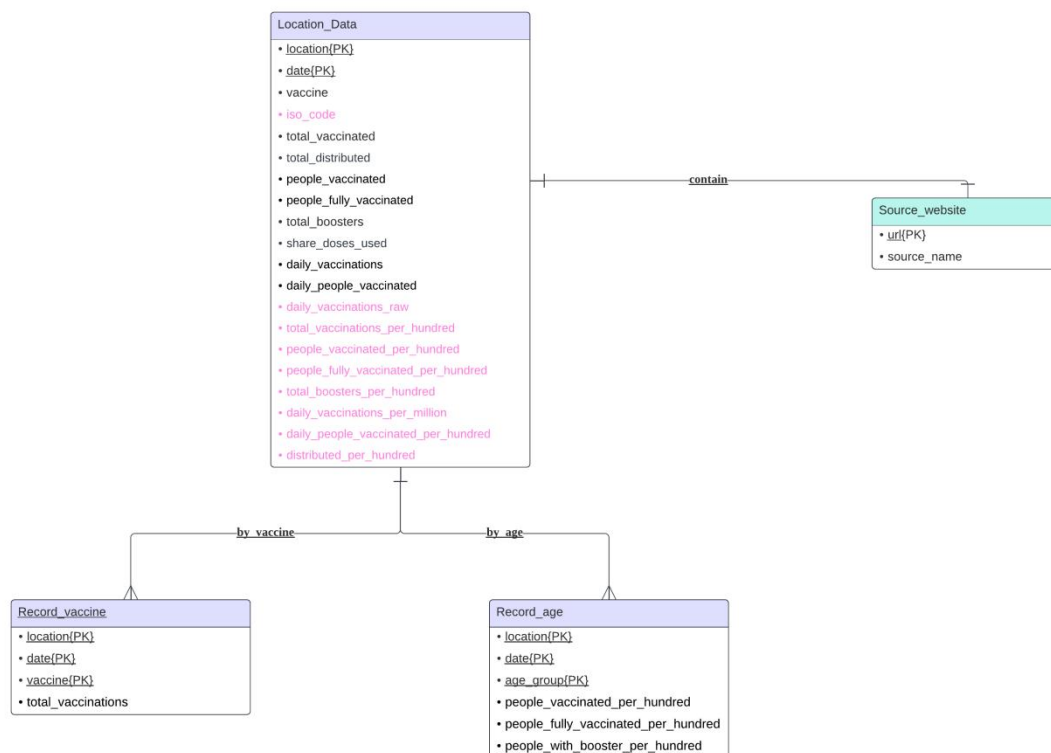 Location_Data
• location{PK}
• date{PK}
• vaccine
• iso_code
• total_vaccinated
• total_distributed
• people_vaccinated
• people_fully_vaccinated
• total_boosters
• share_doses_used
• daily_vaccinations
• daily_people_vaccinated
• daily_vaccinations_raw
• total_vaccinations_per_hundred
• people_vaccinated_per_hundred
• people_fully_vaccinated_per_hundred
• total_boosters_per_hundred
• daily_vaccinations_per_million
• daily_people_vaccinated_per_hundred
• distributed_per_hundred
contain
Source_website
• url{PK}
• source_name
by_vaccine
by_age
Record_vaccine
• location{PK}
• date{PK}
• vaccine{PK}
• total_vaccinations
Record_age
• location{PK}
• date{PK}
• age_group{PK}
• people_vaccinated_per_hundred
• people_fully_vaccinated_per_hundred
• people_with_booster_per_hundred